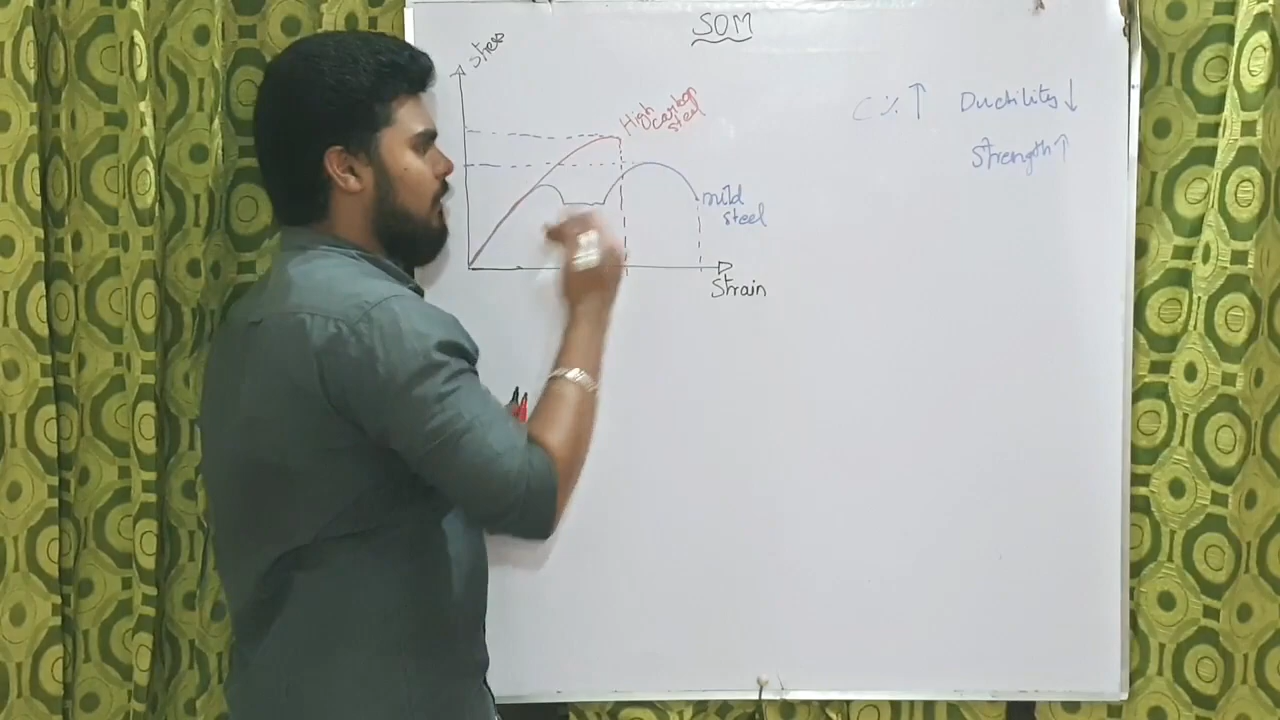 SOM
stress
High
carbon
steel
C % ↑ Ductility ↓
Strength ↑
mild
steel
Strain